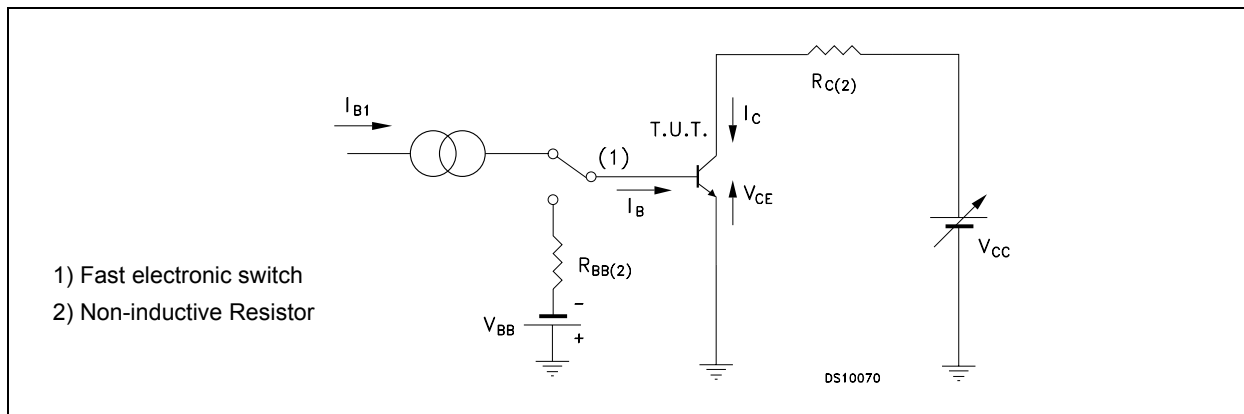 I_B1
R_C(2)
T.U.T.
I_C
(1)
I_B
V_CE
R_BB(2)
V_CC
1) Fast electronic switch
2) Non-inductive Resistor
V_BB
-
+
DS10070